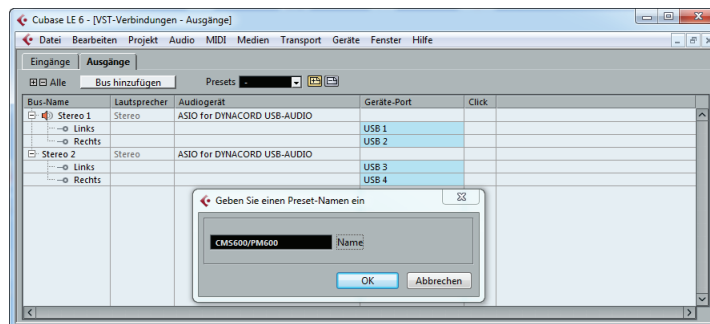 Cubase LE 6 - [VST-Verbindungen - Ausgänge]
Datei Bearbeiten Projekt Audio MIDI Medien Transport Geräte Fenster Hilfe
Eingänge Ausgänge
Alle Bus hinzufügen Presets -
Bus-Name Lautsprecher Audiogerät Geräte-Port Click
Stereo 1 Stereo ASIO for DYNACORD USB-AUDIO
Links USB 1
Rechts USB 2
Stereo 2 Stereo ASIO for DYNACORD USB-AUDIO
Links USB 3
Rechts USB 4
Geben Sie einen Preset-Namen ein
CMS600/PM600 Name
OK Abbrechen